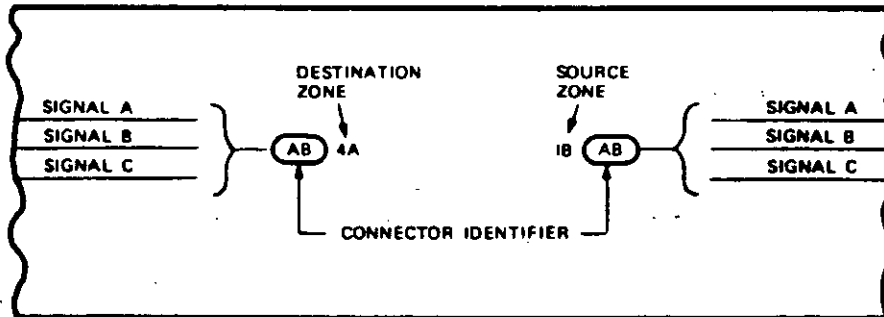 DESTINATION ZONE
SOURCE ZONE
SIGNAL A
SIGNAL B
SIGNAL C
AB 4A
1B AB
SIGNAL A
SIGNAL B
SIGNAL C
CONNECTOR IDENTIFIER